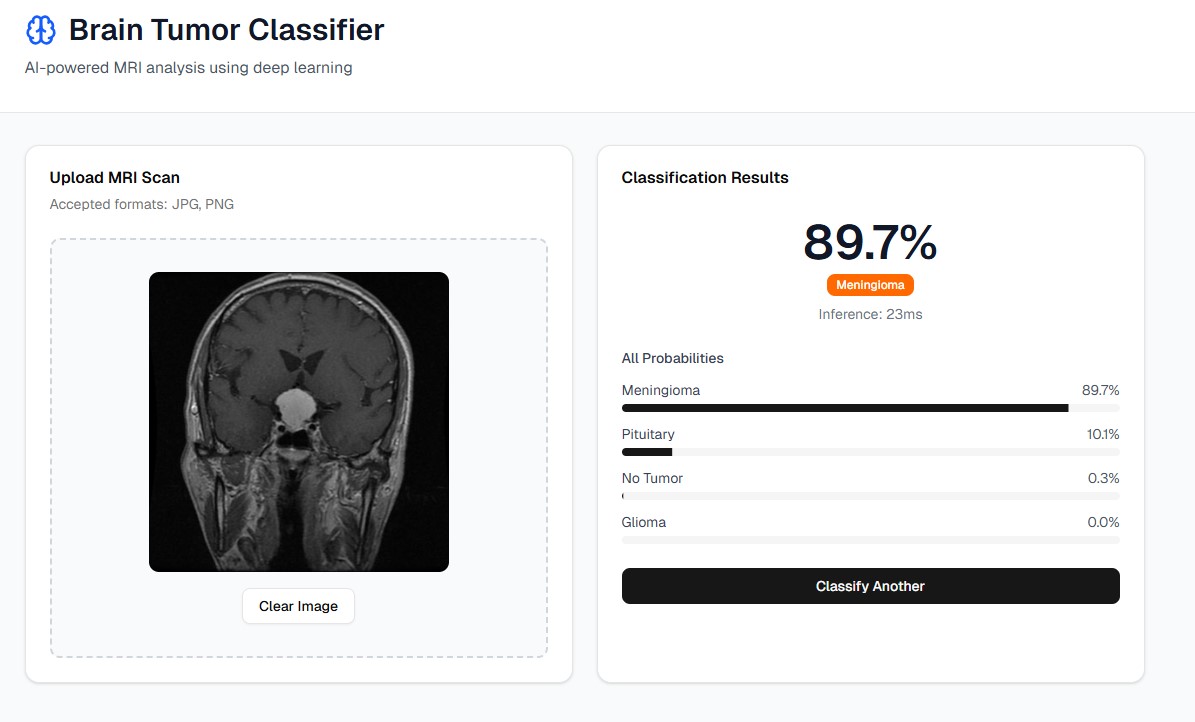 Brain Tumor Classifier
AI-powered MRI analysis using deep learning
Upload MRI Scan
Accepted formats: JPG, PNG
Clear Image
Classification Results
89.7%
Meningioma
Inference: 23ms
All Probabilities
Meningioma 89.7%
Pituitary 10.1%
No Tumor 0.3%
Glioma 0.0%
Classify Another